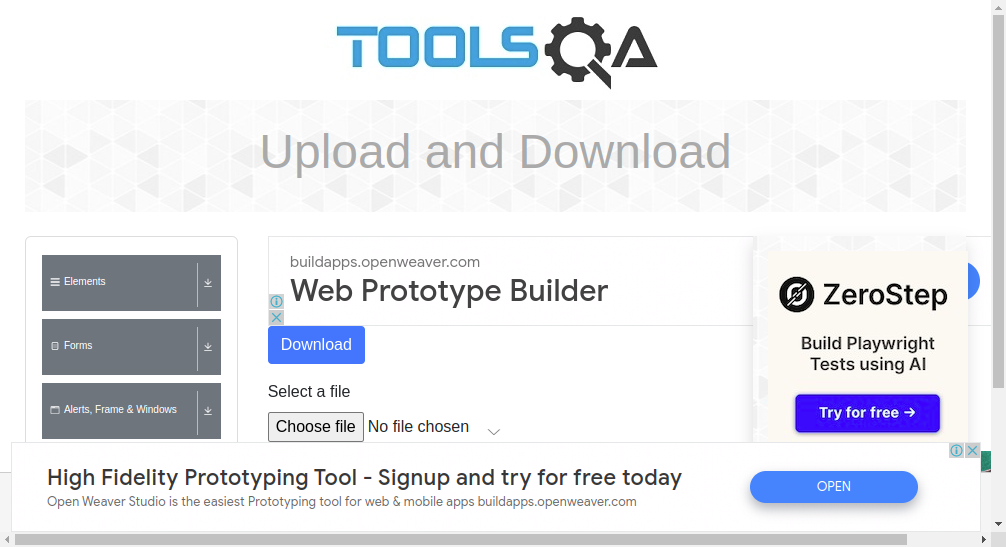 TOOLSQA
Upload and Download
Elements
Forms
Alerts, Frame & Windows
buildapps.openweaver.com
Web Prototype Builder
Download
Select a file
Choose file No file chosen
ZeroStep
Build Playwright
Tests using AI
Try for free →
High Fidelity Prototyping Tool - Signup and try for free today
Open Weaver Studio is the easiest Prototyping tool for web & mobile apps buildapps.openweaver.com
OPEN